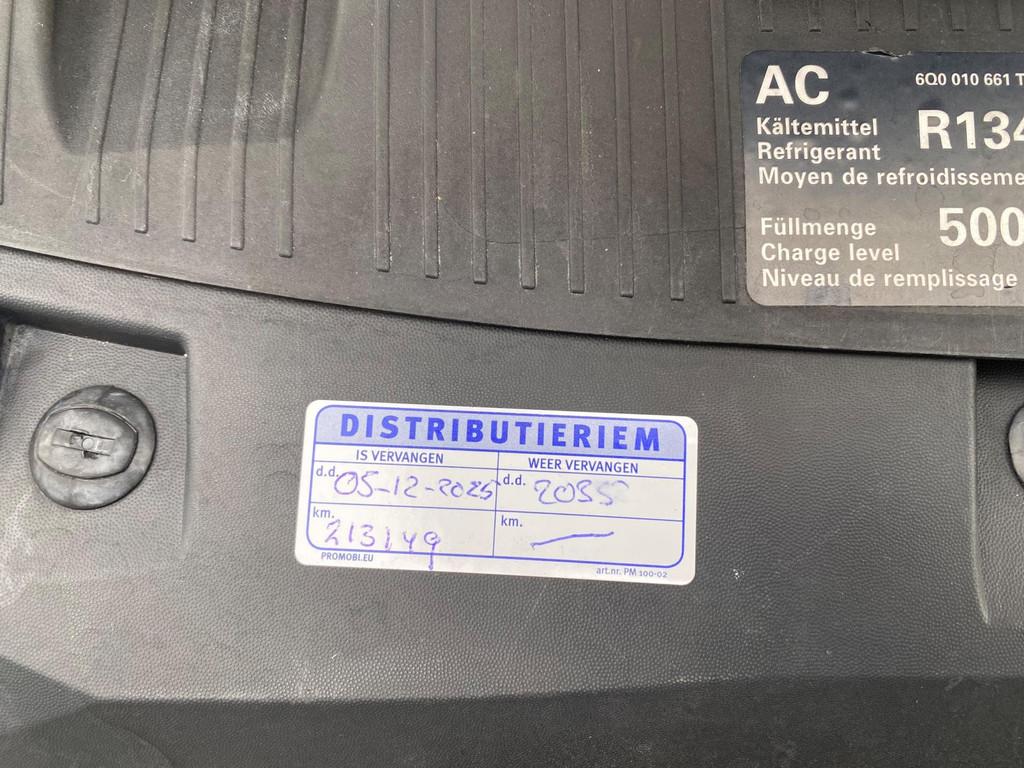 AC 6Q0 010 661 T
Kältemittel R134
Refrigerant
Moyen de refroidisseme
Füllmenge 500
Charge level
Niveau de remplissage
DISTRIBUTIERIEM
IS VERVANGEN WEER VERVANGEN
d.d. 05-12-2025 d.d. 2035
km. 213149 km. —
PROMOBI.EU art.nr. PM 100-02